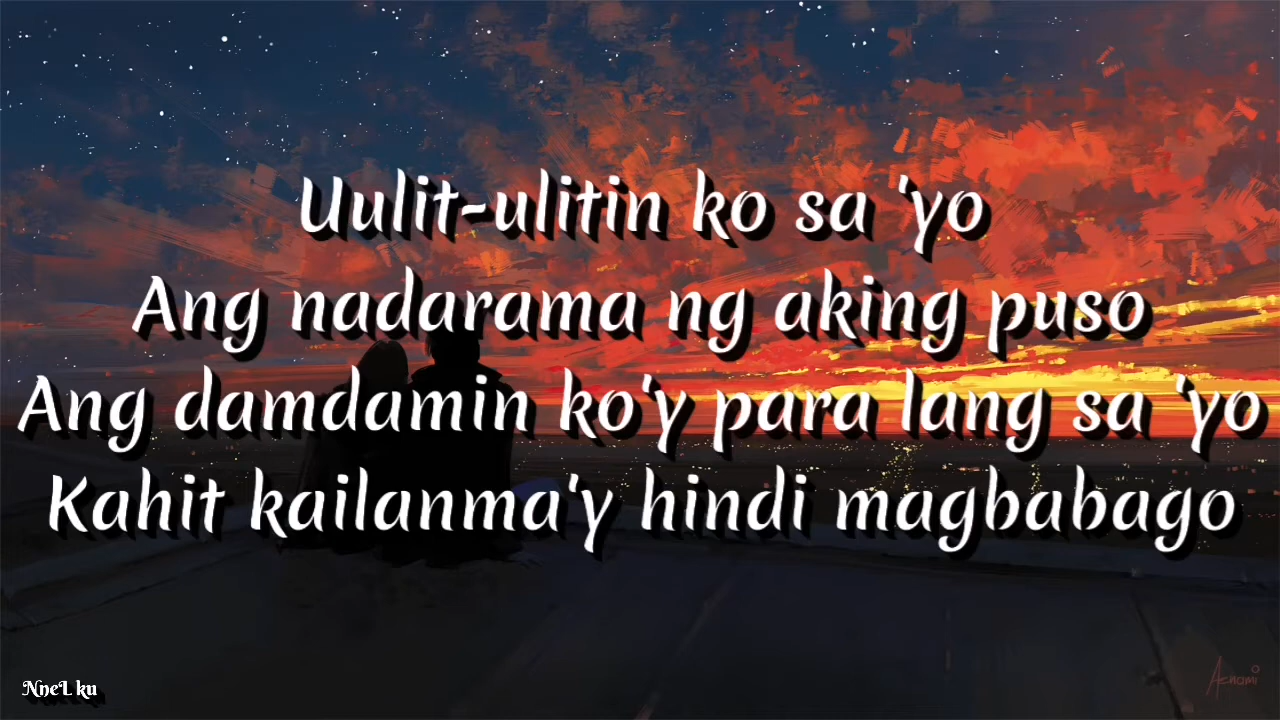 Uulit-ulitin ko sa 'yo
Ang nadarama ng aking puso
Ang damdamin ko'y para lang sa 'yo
Kahit kailanma'y hindi magbabago
NneL ku
Aenami